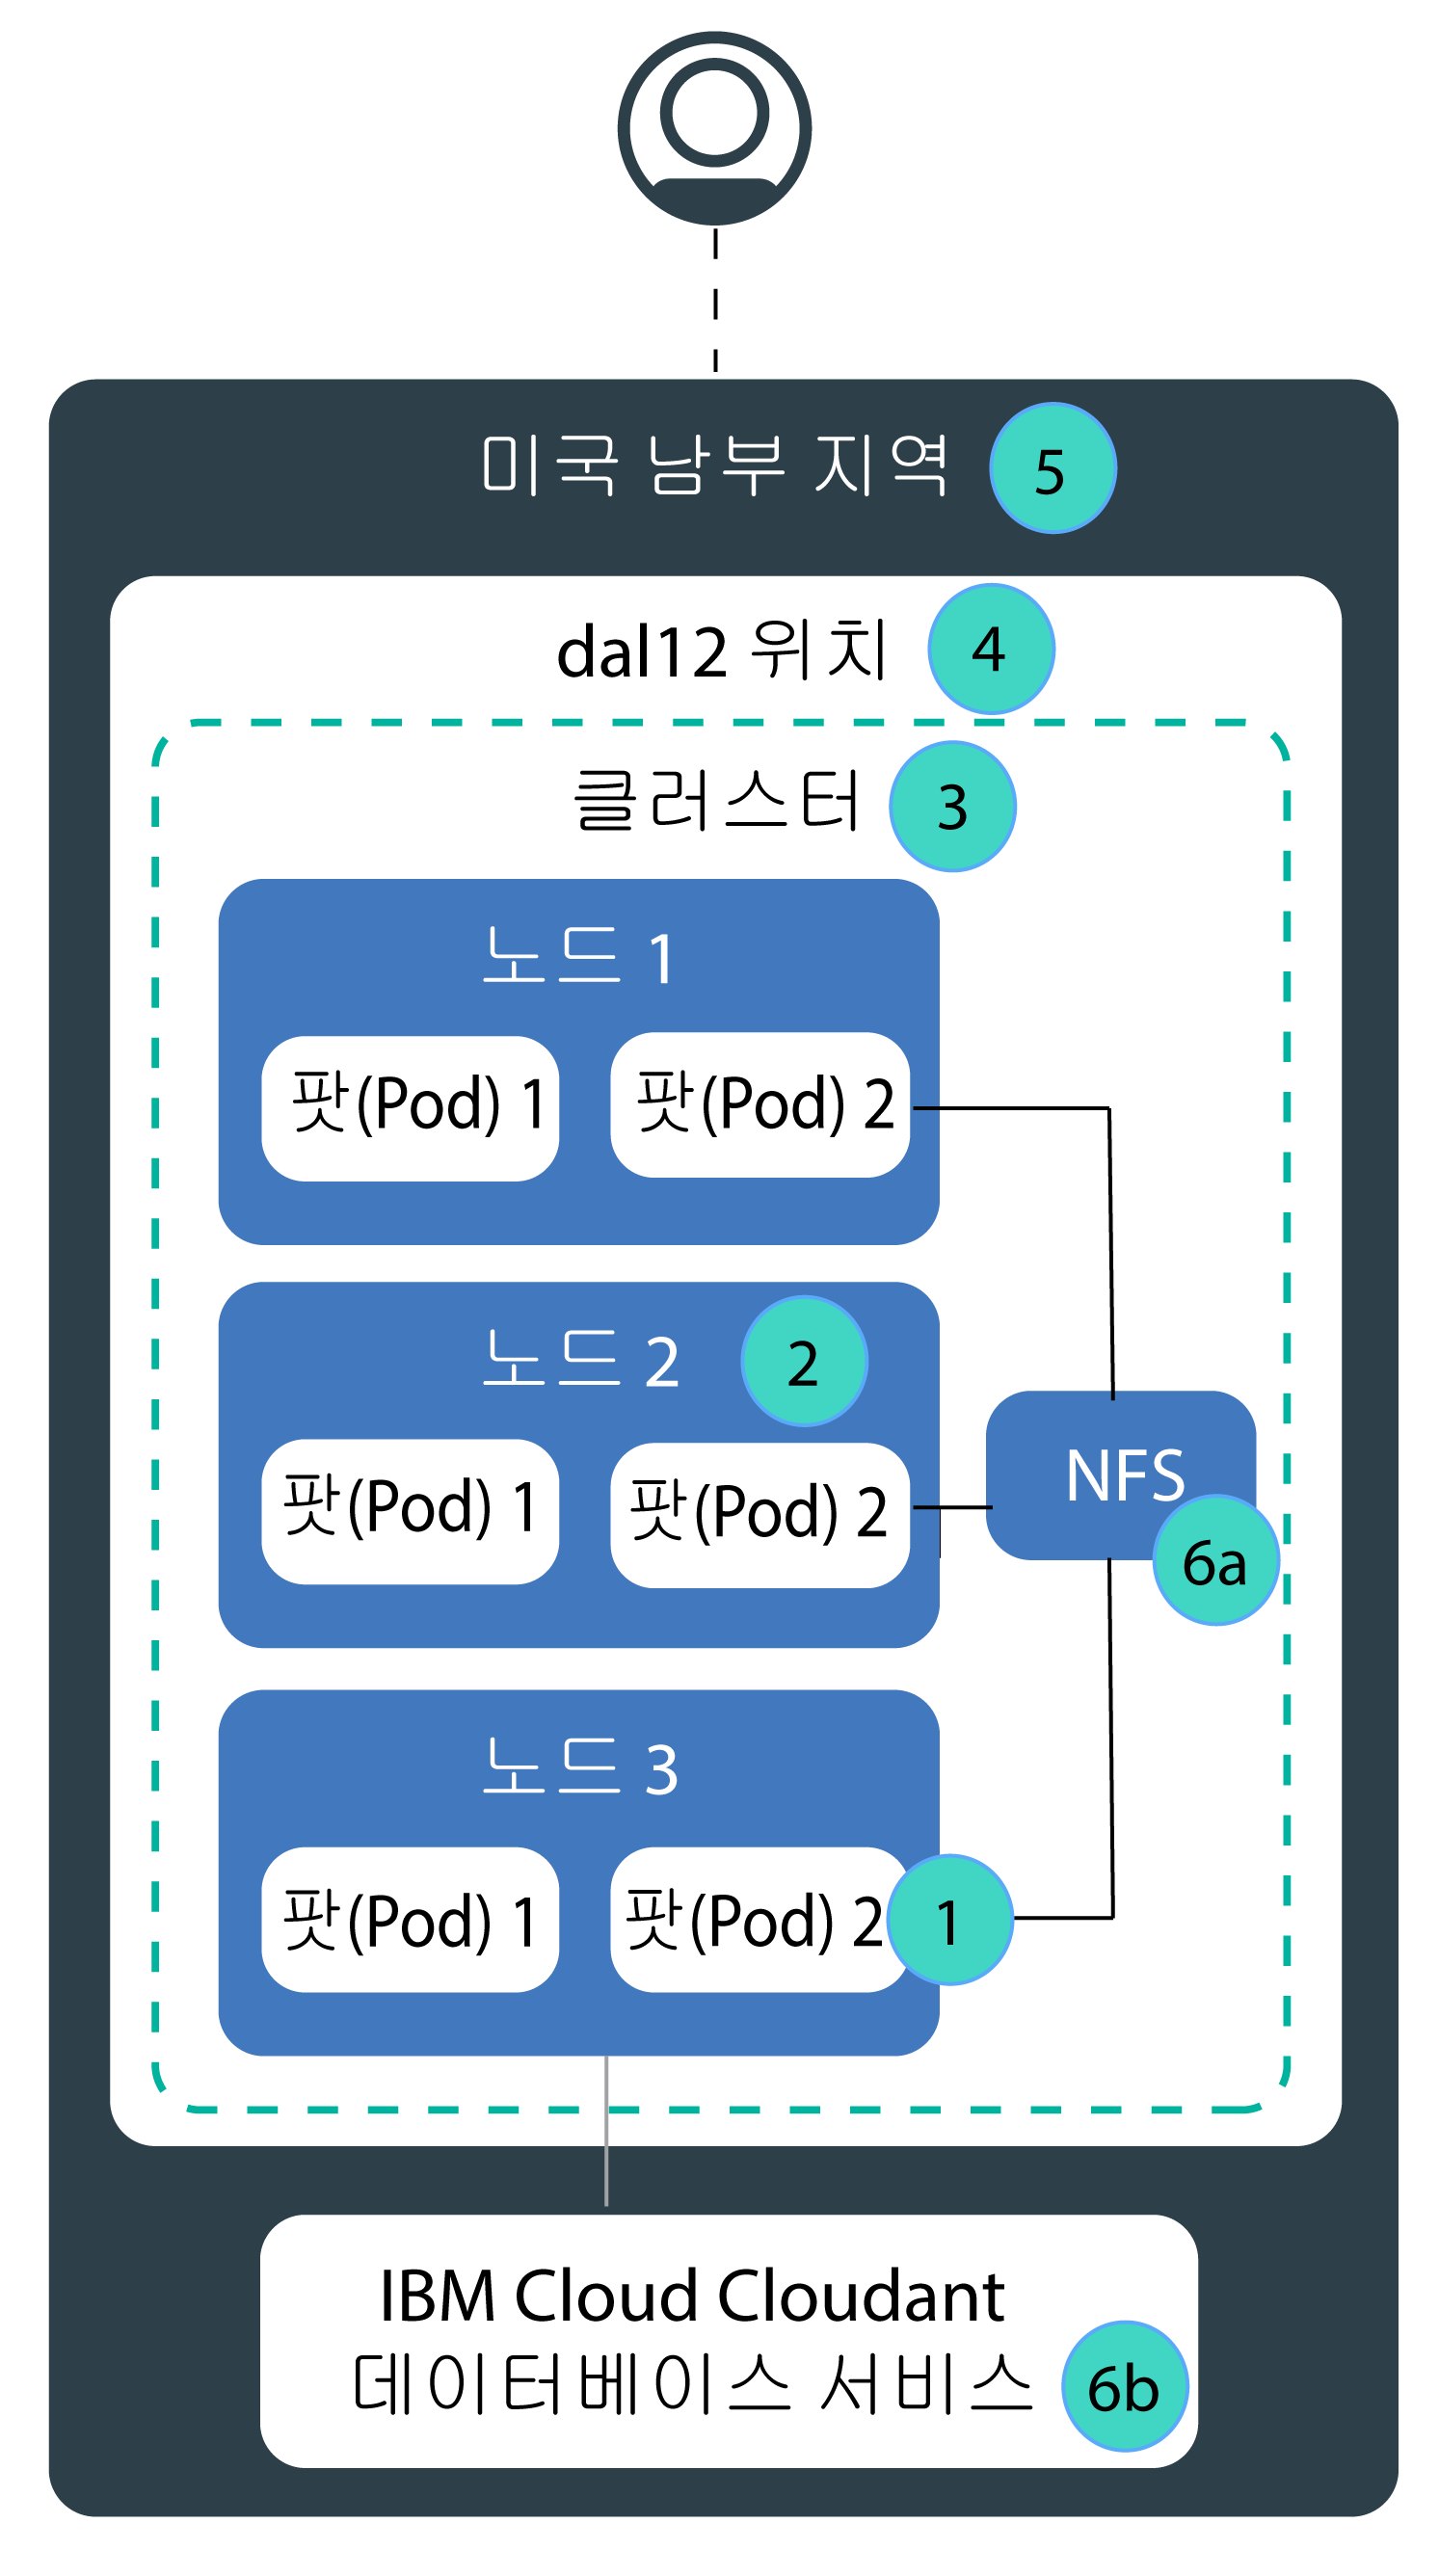 미국 남부 지역 5
dal12 위치 4
클러스터 3
노드 1
팟(Pod) 1 팟(Pod) 2
노드 2 2
팟(Pod) 1 팟(Pod) 2
NFS
6a
노드 3
팟(Pod) 1 팟(Pod) 2 1
IBM Cloud Cloudant
데이터베이스 서비스 6b